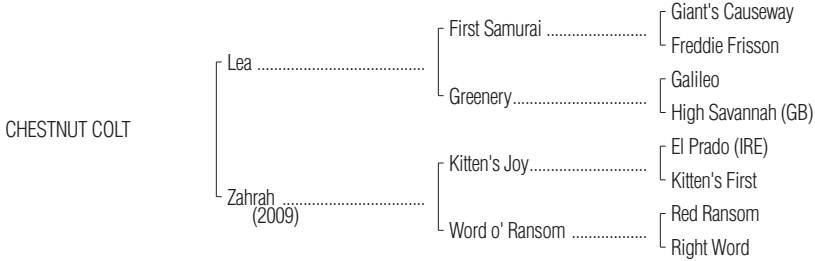 Giant's Causeway
First Samurai ........................
Freddie Frisson
Lea ........................................
Galileo
Greenery................................
High Savannah (GB)
CHESTNUT COLT
El Prado (IRE)
Kitten's Joy............................
Kitten's First
Zahrah ..................................
(2009)
Red Ransom
Word o' Ransom ..................
Right Word